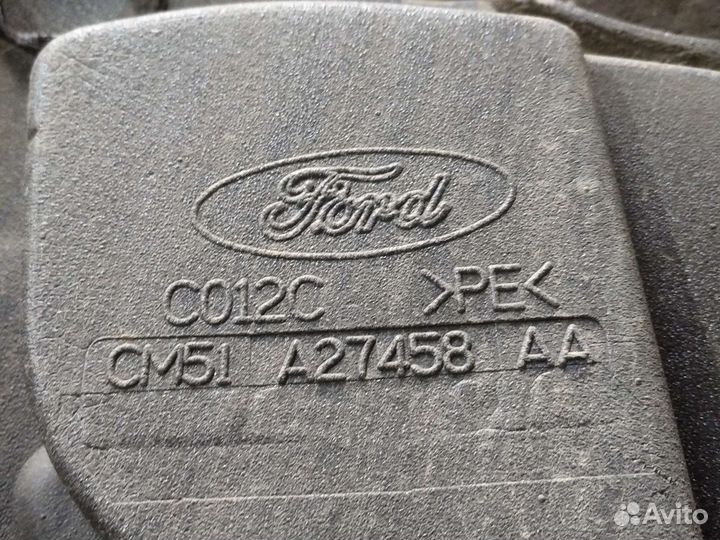 Ford
C012C >PE<
CM51 A27458 AA
Avito